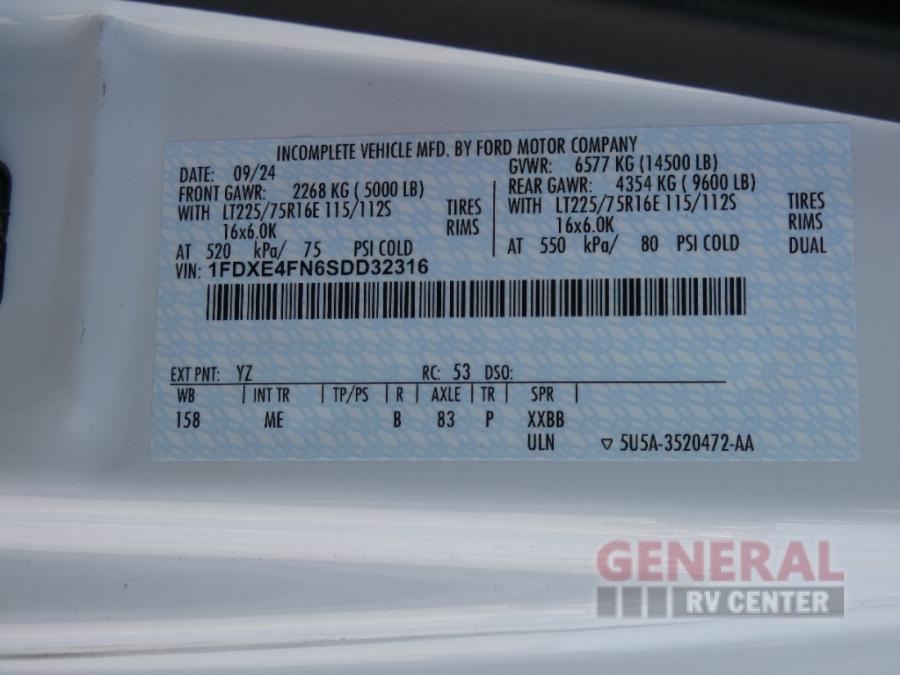 INCOMPLETE VEHICLE MFD. BY FORD MOTOR COMPANY
DATE: 09/24 GVWR: 6577 KG (14500 LB)
FRONT GAWR: 2268 KG ( 5000 LB) REAR GAWR: 4354 KG ( 9600 LB)
WITH LT225/75R16E 115/112S TIRES WITH LT225/75R16E 115/112S TIRES
16x6.0K RIMS 16x6.0K RIMS
AT 520 kPa/ 75 PSI COLD AT 550 kPa/ 80 PSI COLD DUAL
VIN: 1FDXE4FN6SDD32316
EXT PNT: YZ RC: 53 DSO:
WB | INT TR | TP/PS | R | AXLE | TR | SPR
158 ME B 83 P XXBB
ULN ▽ 5U5A-3520472-AA
GENERAL
RV CENTER